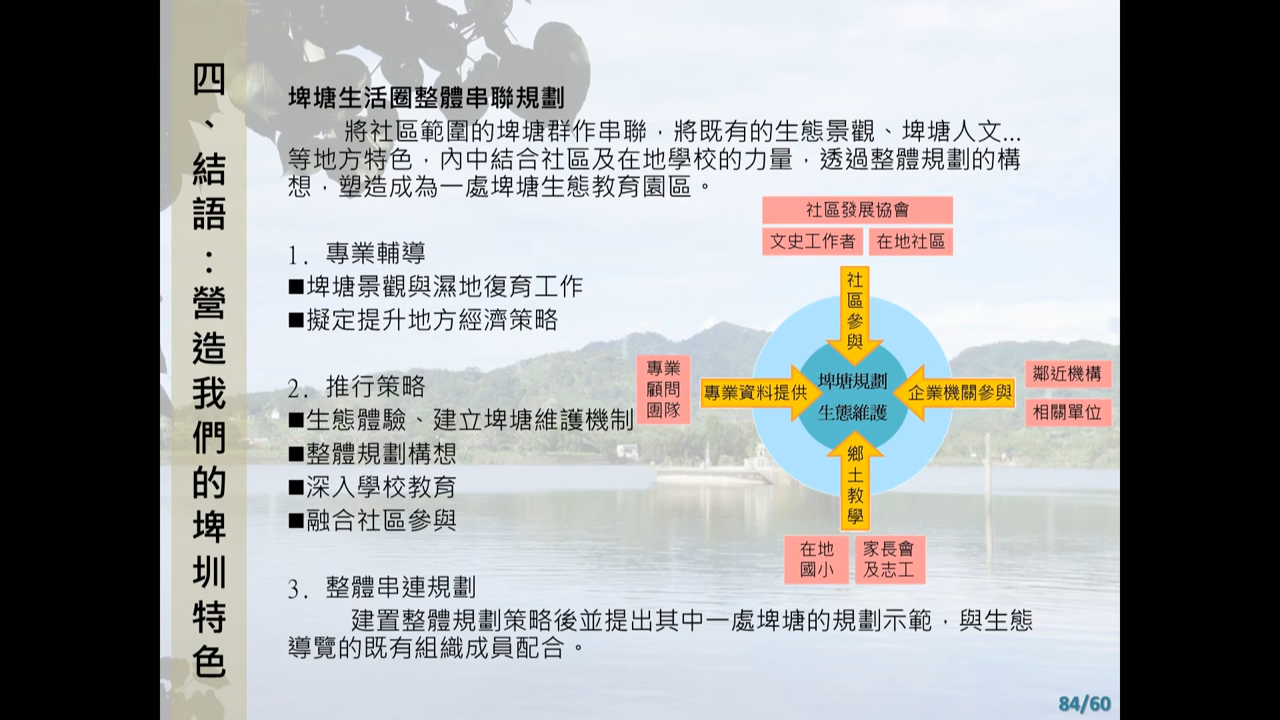 四、結語：營造我們的埤圳特色
埤塘生活圈整體串聯規劃
將社區範圍的埤塘群作串聯，將既有的生態景觀、埤塘人文...
等地方特色，內中結合社區及在地學校的力量，透過整體規劃的構
想，塑造成為一處埤塘生態教育園區。
1. 專業輔導
■埤塘景觀與濕地復育工作
■擬定提升地方經濟策略
2. 推行策略
■生態體驗、建立埤塘維護機制
■整體規劃構想
■深入學校教育
■融合社區參與
3. 整體串連規劃
建置整體規劃策略後並提出其中一處埤塘的規劃示範，與生態
導覽的既有組織成員配合。
社區發展協會
文史工作者
在地社區
社區參與
專業
顧問
團隊
專業資料提供
埤塘規劃
生態維護
企業機關參與
鄰近機構
相關單位
鄉土教學
在地
國小
家長會
及志工
84/60